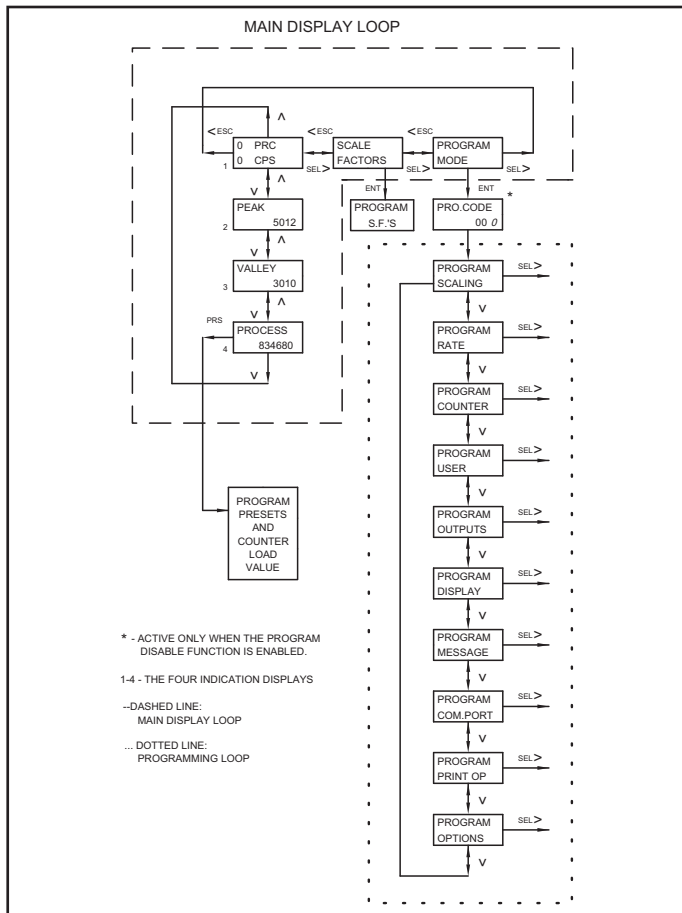 MAIN DISPLAY LOOP
^
<ESC
<ESC
<ESC
0 PRC
0 CPS
1
SCALE
FACTORS
PROGRAM
MODE
SEL>
SEL>
SEL>
^
V
ENT
ENT
PEAK
5012
2
PROGRAM
S.F.'S
PRO.CODE
00 0
*
^
V
VALLEY
3010
3
^
V
PRS
PROCESS
834680
4
V
PROGRAM
PRESETS
AND
COUNTER
LOAD
VALUE
PROGRAM
SCALING
SEL>
V
PROGRAM
RATE
SEL>
V
PROGRAM
COUNTER
SEL>
V
PROGRAM
USER
SEL>
V
PROGRAM
OUTPUTS
SEL>
V
PROGRAM
DISPLAY
SEL>
V
PROGRAM
MESSAGE
SEL>
V
PROGRAM
COM.PORT
SEL>
V
PROGRAM
PRINT OP
SEL>
V
PROGRAM
OPTIONS
SEL>
V
* - ACTIVE ONLY WHEN THE PROGRAM
DISABLE FUNCTION IS ENABLED.
1-4 - THE FOUR INDICATION DISPLAYS
--DASHED LINE:
MAIN DISPLAY LOOP
... DOTTED LINE:
PROGRAMMING LOOP